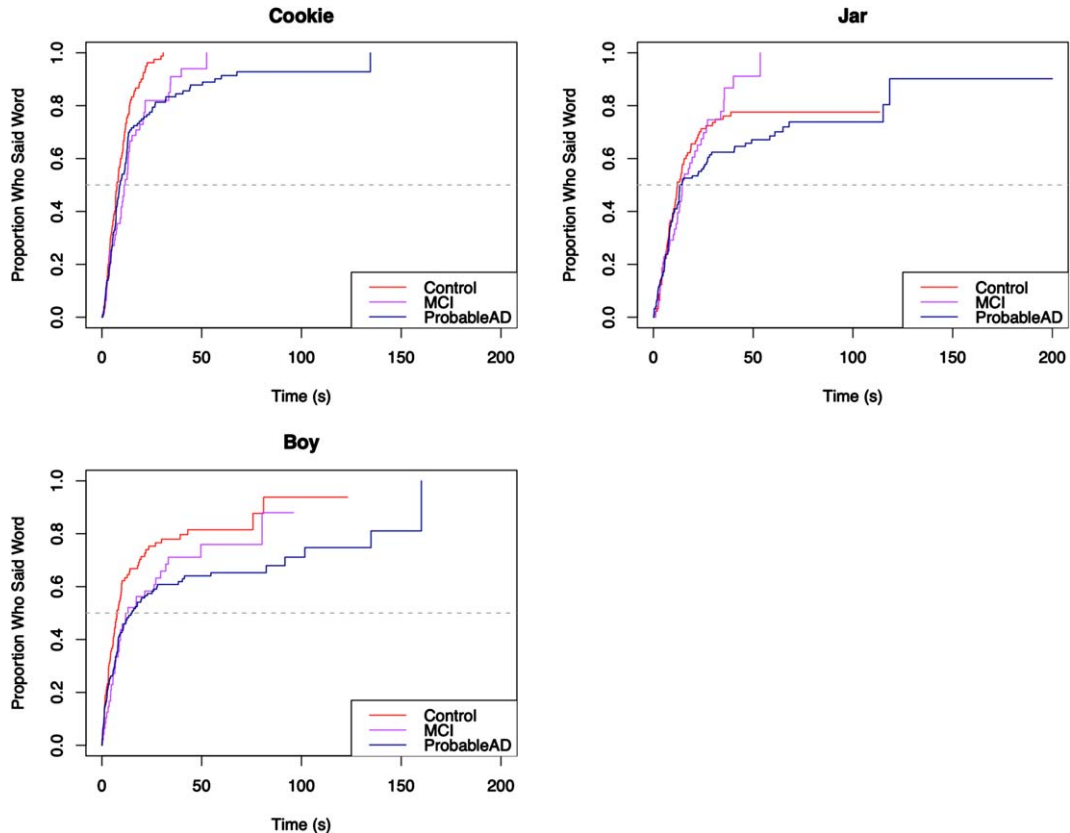 Cookie
Proportion Who Said Word
1.0
0.8
0.6
0.4
0.2
0.0
Control
MCI
ProbableAD
0 50 100 150 200
Time (s)
Jar
Proportion Who Said Word
1.0
0.8
0.6
0.4
0.2
0.0
Control
MCI
ProbableAD
0 50 100 150 200
Time (s)
Boy
Proportion Who Said Word
1.0
0.8
0.6
0.4
0.2
0.0
Control
MCI
ProbableAD
0 50 100 150 200
Time (s)